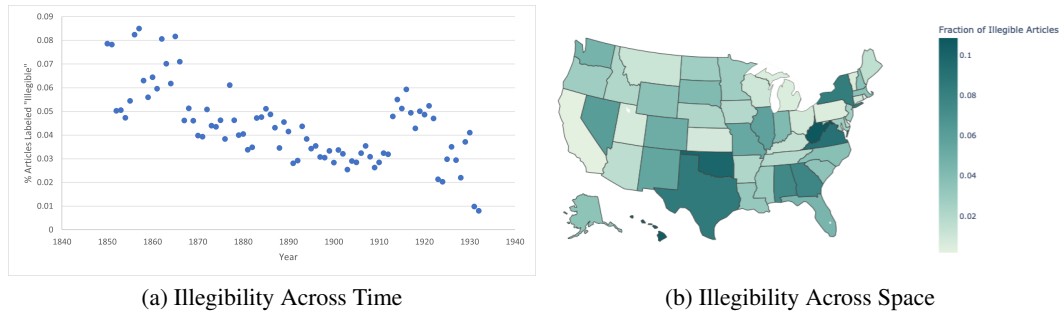 0.09
0.08
0.07
0.06
0.05
0.04
0.03
0.02
0.01
0
% Articles Labeled "Illegible"
1840 1850 1860 1870 1880 1890 1900 1910 1920 1930 1940
Year
(a) Illegibility Across Time
Fraction of Illegible Articles
0.1
0.08
0.06
0.04
0.02
(b) Illegibility Across Space